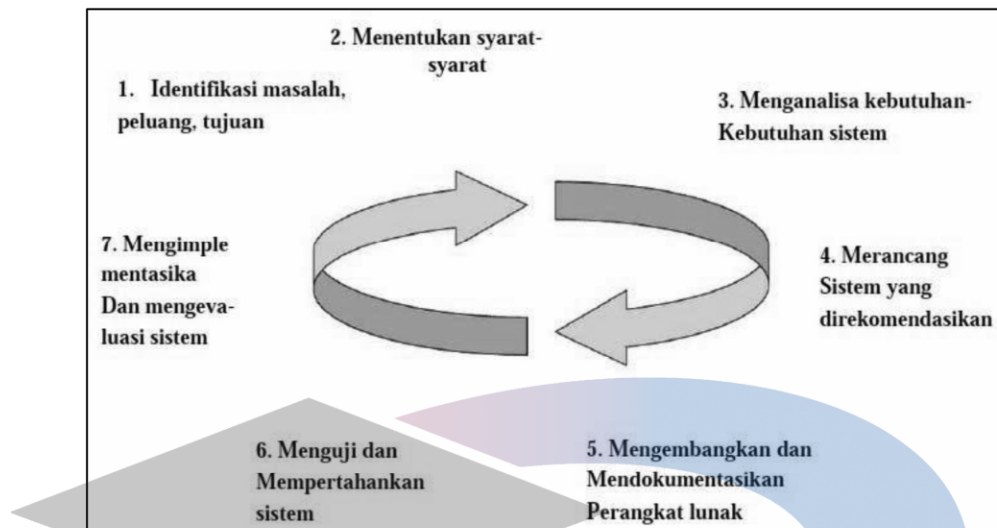 1. Identifikasi masalah,
peluang, tujuan
2. Menentukan syarat-
syarat
3. Menganalisa kebutuhan-
Kebutuhan sistem
4. Merancang
Sistem yang
direkomendasikan
5. Mengembangkan dan
Mendokumentasikan
Perangkat lunak
6. Menguji dan
Mempertahankan
sistem
7. Mengimple
mentasika
Dan mengeva-
luasi sistem